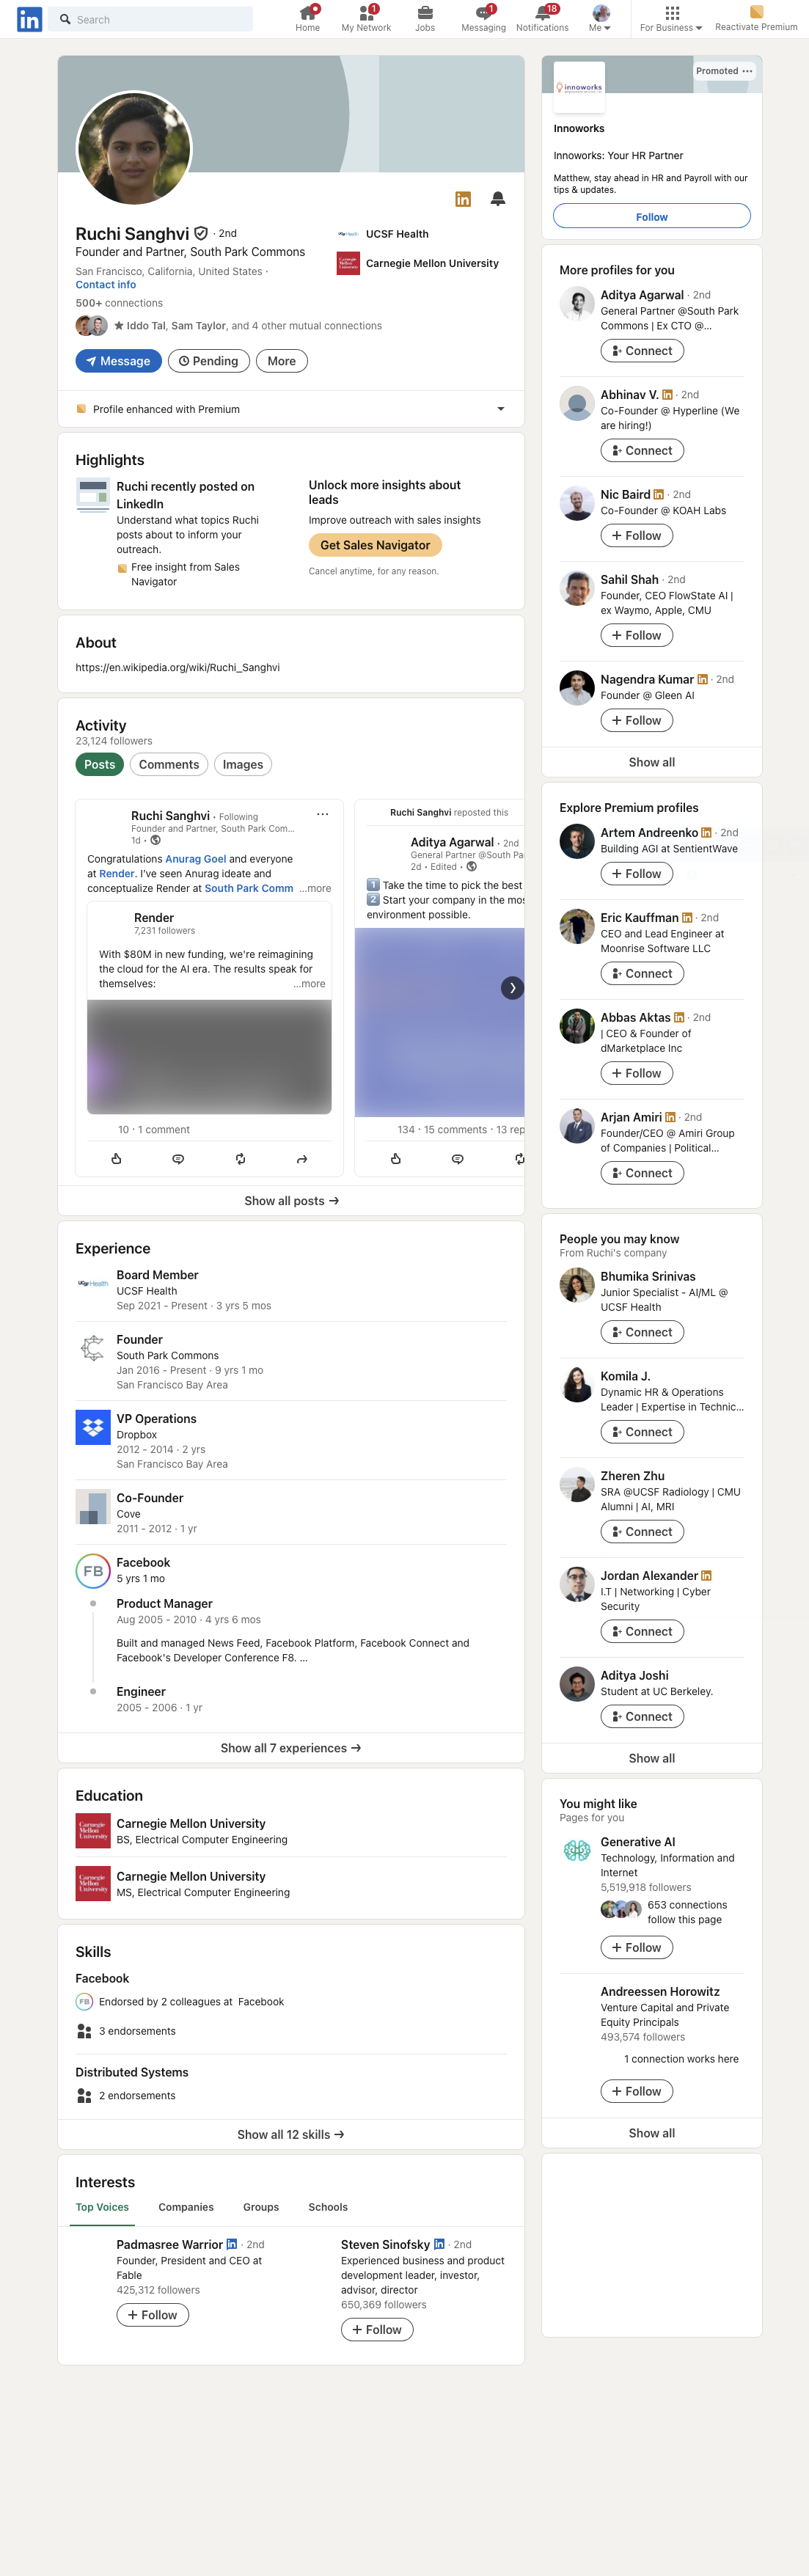 in
Search
Home
1
My Network
Jobs
1
Messaging
18
Notifications
Me
For Business
Reactivate Premium
in
Ruchi Sanghvi · 2nd
Founder and Partner, South Park Commons
San Francisco, California, United States ·
Contact info
500+ connections
Iddo Tal, Sam Taylor, and 4 other mutual connections
UCSF Health
Carnegie Mellon University
Message
Pending
More
Profile enhanced with Premium
Highlights
Ruchi recently posted on
LinkedIn
Understand what topics Ruchi
posts about to inform your
outreach.
Free insight from Sales
Navigator
Unlock more insights about
leads
Improve outreach with sales insights
Get Sales Navigator
Cancel anytime, for any reason.
About
https://en.wikipedia.org/wiki/Ruchi_Sanghvi
Activity
23,124 followers
Posts
Comments
Images
Ruchi Sanghvi • Following
Founder and Partner, South Park Com...
1d •
Congratulations Anurag Goel and everyone
at Render. I've seen Anurag ideate and
conceptualize Render at South Park Comm ...more
Render
7,231 followers
With $80M in new funding, we're reimagining
the cloud for the AI era. The results speak for
themselves: ...more
10 · 1 comment
Ruchi Sanghvi reposted this
Aditya Agarwal • 2nd
General Partner @South Pa
2d • Edited •
1 Take the time to pick the best
2 Start your company in the mos
environment possible.
134 · 15 comments · 13 rep
Show all posts →
Experience
UCSF Health
Board Member
UCSF Health
Sep 2021 - Present · 3 yrs 5 mos
Founder
South Park Commons
Jan 2016 - Present · 9 yrs 1 mo
San Francisco Bay Area
VP Operations
Dropbox
2012 - 2014 · 2 yrs
San Francisco Bay Area
Co-Founder
Cove
2011 - 2012 · 1 yr
FB
Facebook
5 yrs 1 mo
Product Manager
Aug 2005 - 2010 · 4 yrs 6 mos
Built and managed News Feed, Facebook Platform, Facebook Connect and
Facebook's Developer Conference F8. ...
Engineer
2005 - 2006 · 1 yr
Show all 7 experiences →
Education
Carnegie
Mellon
University
Carnegie Mellon University
BS, Electrical Computer Engineering
Carnegie
Mellon
University
Carnegie Mellon University
MS, Electrical Computer Engineering
Skills
Facebook
FB
Endorsed by 2 colleagues at Facebook
3 endorsements
Distributed Systems
2 endorsements
Show all 12 skills →
Interests
Top Voices
Companies
Groups
Schools
Padmasree Warrior in · 2nd
Founder, President and CEO at
Fable
425,312 followers
+ Follow
Steven Sinofsky in · 2nd
Experienced business and product
development leader, investor,
advisor, director
650,369 followers
+ Follow
Promoted ...
innoworks
Innoworks
Innoworks: Your HR Partner
Matthew, stay ahead in HR and Payroll with our
tips & updates.
Follow
More profiles for you
Aditya Agarwal · 2nd
General Partner @South Park
Commons | Ex CTO @...
Connect
Abhinav V. in · 2nd
Co-Founder @ Hyperline (We
are hiring!)
Connect
Nic Baird in · 2nd
Co-Founder @ KOAH Labs
+ Follow
Sahil Shah · 2nd
Founder, CEO FlowState AI |
ex Waymo, Apple, CMU
+ Follow
Nagendra Kumar in · 2nd
Founder @ Gleen AI
+ Follow
Show all
Explore Premium profiles
Artem Andreenko in · 2nd
Building AGI at SentientWave
+ Follow
Eric Kauffman in · 2nd
CEO and Lead Engineer at
Moonrise Software LLC
Connect
Abbas Aktas in · 2nd
| CEO & Founder of
dMarketplace Inc
+ Follow
Arjan Amiri in · 2nd
Founder/CEO @ Amiri Group
of Companies | Political...
Connect
People you may know
From Ruchi's company
Bhumika Srinivas
Junior Specialist - AI/ML @
UCSF Health
Connect
Komila J.
Dynamic HR & Operations
Leader | Expertise in Technic...
Connect
Zheren Zhu
SRA @UCSF Radiology | CMU
Alumni | AI, MRI
Connect
Jordan Alexander in
I.T | Networking | Cyber
Security
Connect
Aditya Joshi
Student at UC Berkeley.
Connect
Show all
You might like
Pages for you
Generative AI
Technology, Information and
Internet
5,519,918 followers
653 connections
follow this page
+ Follow
Andreessen Horowitz
Venture Capital and Private
Equity Principals
493,574 followers
1 connection works here
+ Follow
Show all